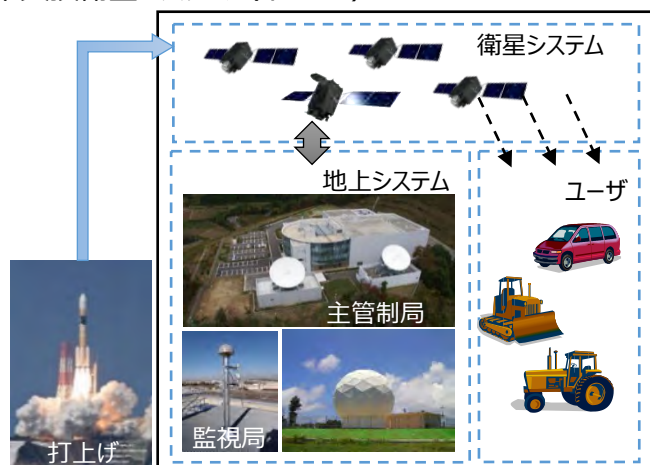 衛星システム
地上システム
ユーザ
主管制局
監視局
打上げ